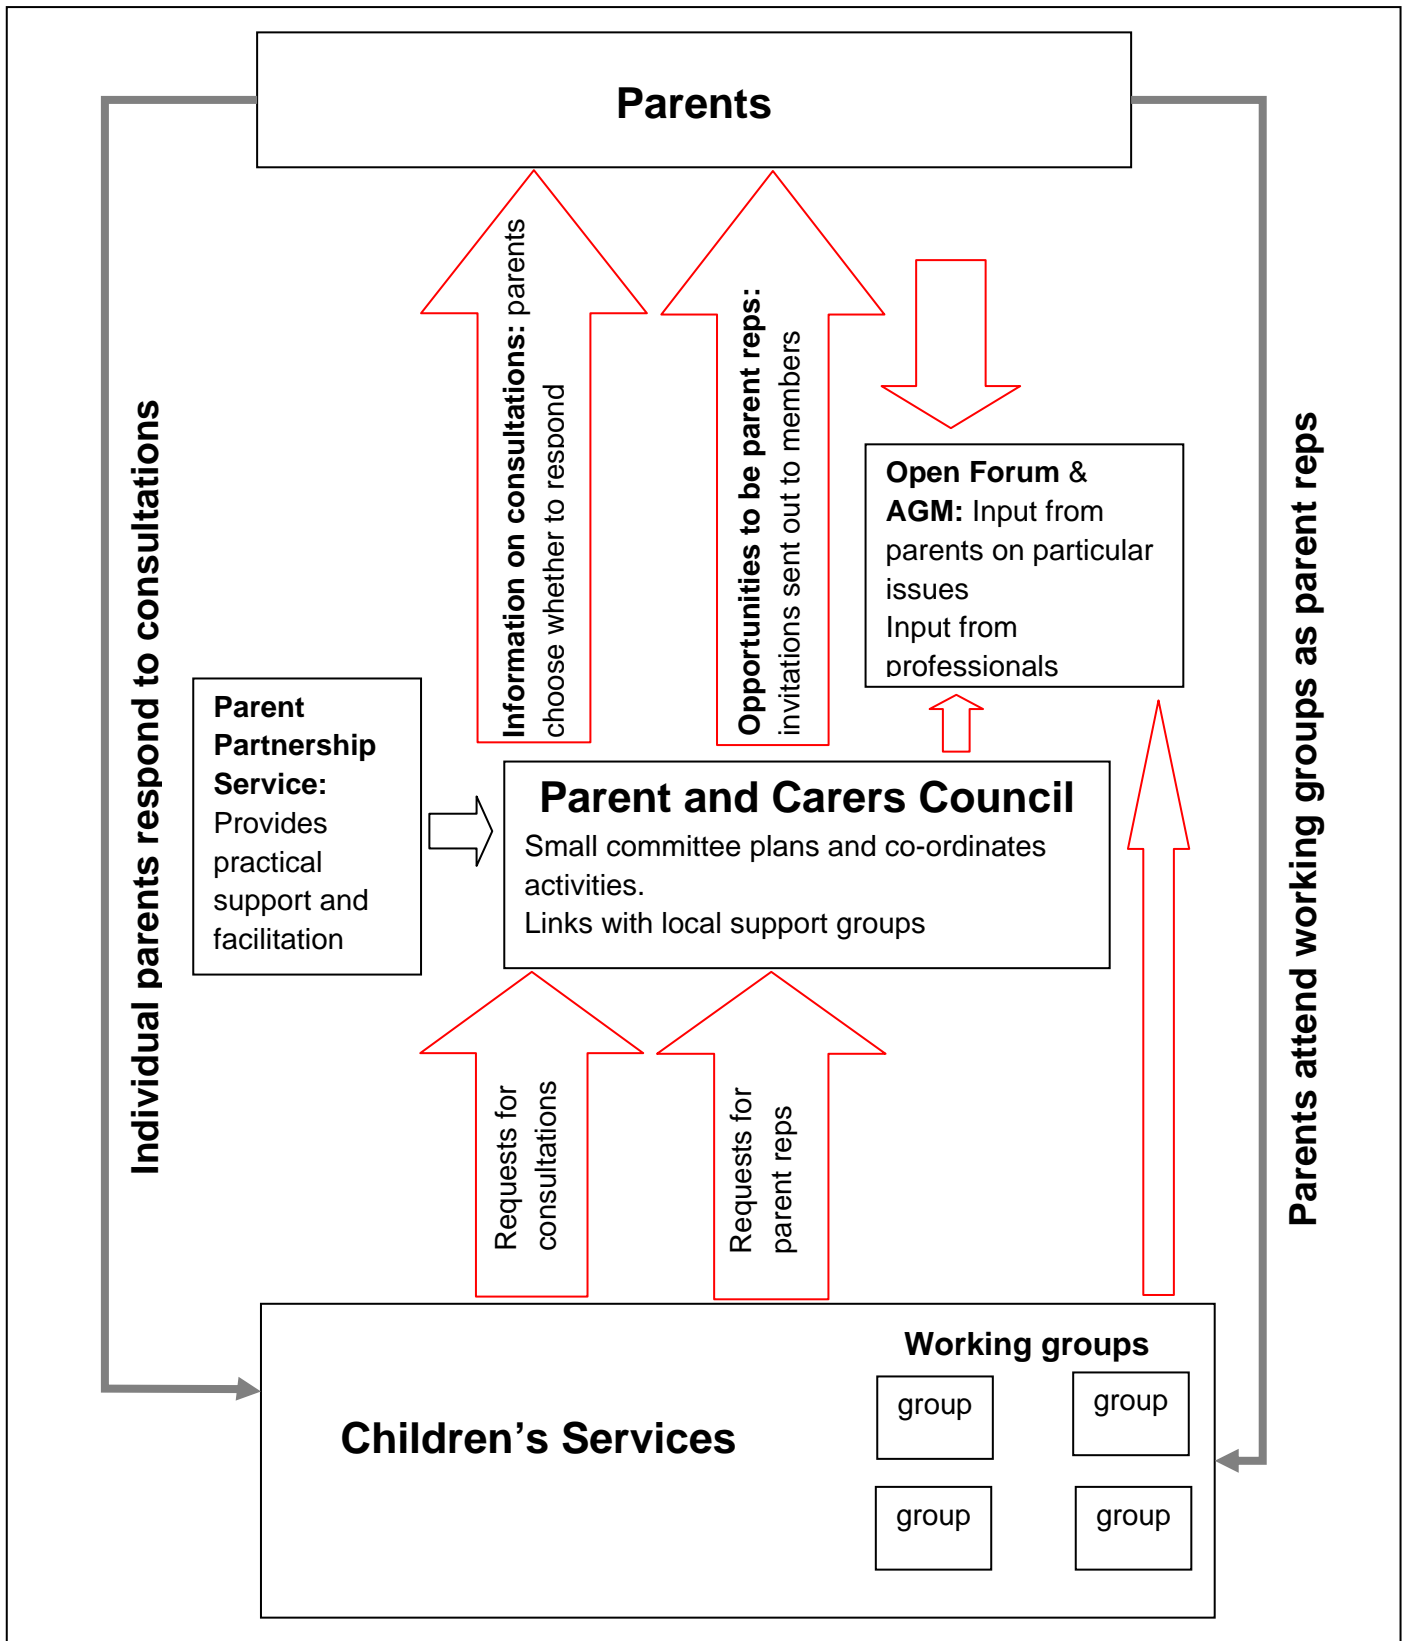 Parents
Individual parents respond to consultations
Information on consultations: parents
choose whether to respond
Opportunities to be parent reps:
invitations sent out to members
Open Forum &
AGM: Input from
parents on particular
issues
Input from
professionals
Parents attend working groups as parent reps
Parent
Partnership
Service:
Provides
practical
support and
facilitation
Parent and Carers Council
Small committee plans and co-ordinates
activities.
Links with local support groups
Requests for
consultations
Requests for
parent reps
Children’s Services
Working groups
group
group
group
group